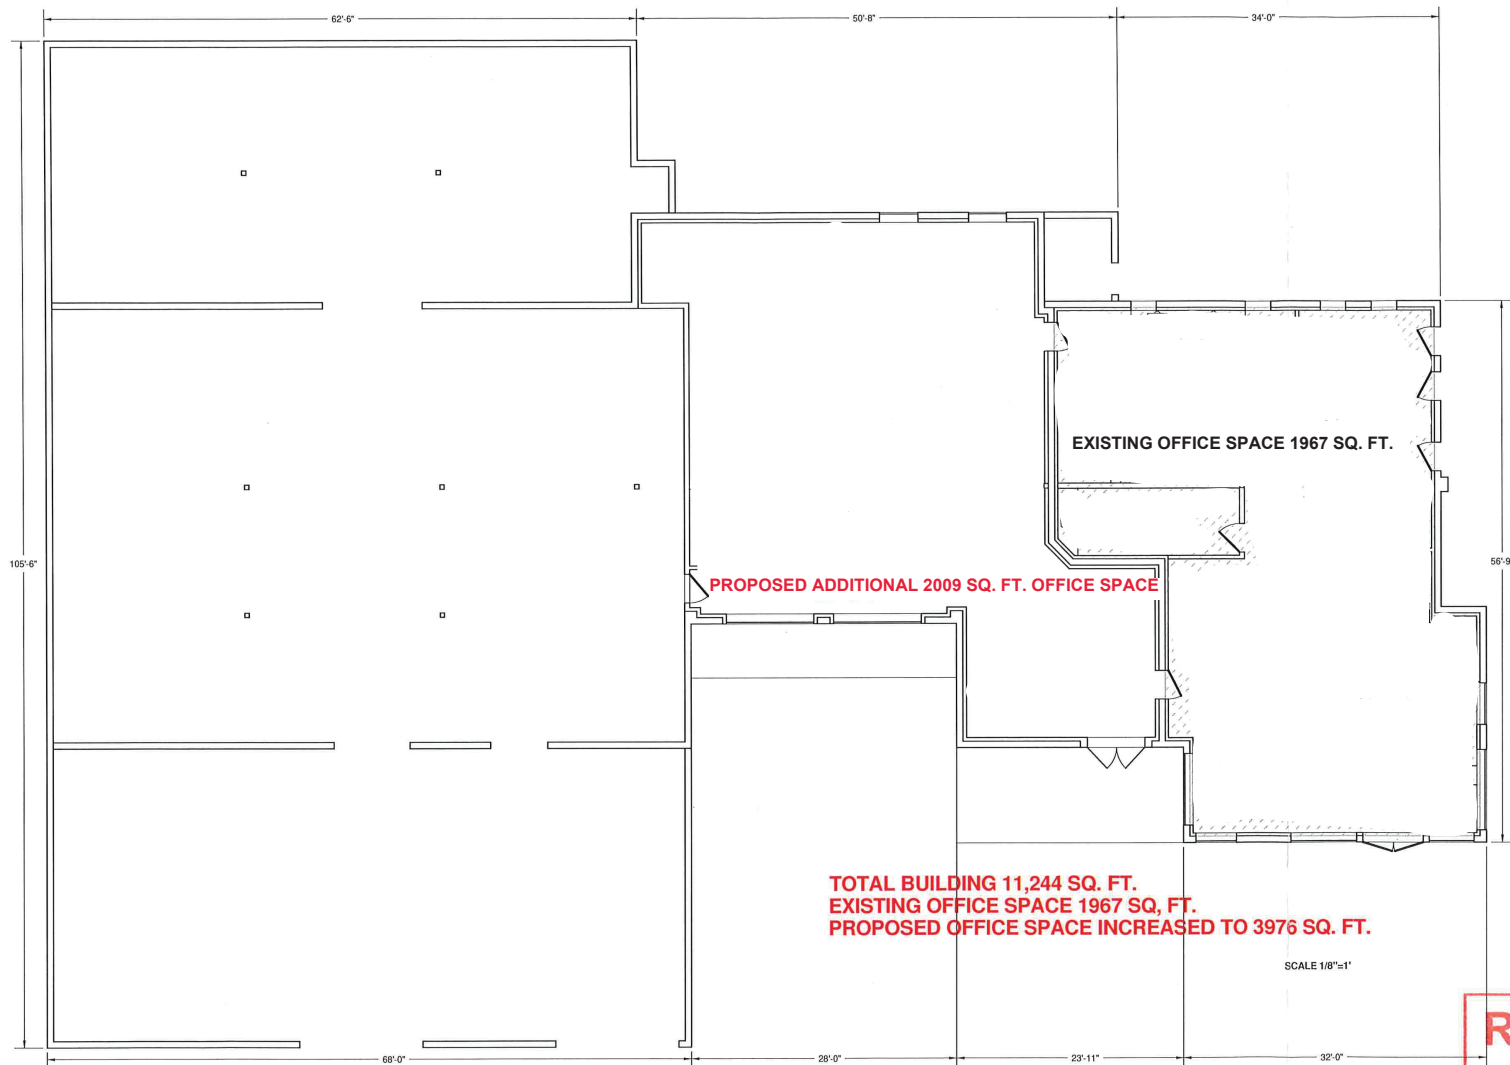 62'-6"
50'-8"
34'-0"
105'-6"
EXISTING OFFICE SPACE 1967 SQ. FT.
56'-9
PROPOSED ADDITIONAL 2009 SQ. FT. OFFICE SPACE
TOTAL BUILDING 11,244 SQ. FT.
EXISTING OFFICE SPACE 1967 SQ, FT.
PROPOSED OFFICE SPACE INCREASED TO 3976 SQ. FT.
SCALE 1/8"=1'
R
68'-0"
28'-0"
23'-11"
32'-0"